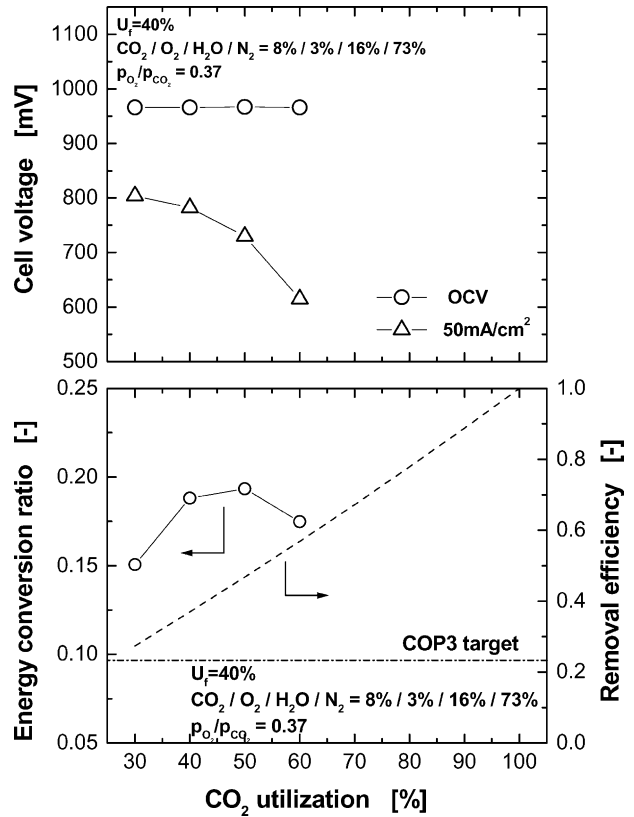 U_f=40%
CO₂ / O₂ / H₂O / N₂ = 8% / 3% / 16% / 73%
p_O₂/p_CO₂ = 0.37
Cell voltage [mV]
1100
1000
900
800
700
600
500
OCV
50mA/cm²
Energy conversion ratio [-]
0.25
0.20
0.15
0.10
0.05
Removal efficiency [-]
1.0
0.8
0.6
0.4
0.2
0.0
COP3 target
U_f=40%
CO₂ / O₂ / H₂O / N₂ = 8% / 3% / 16% / 73%
p_O₂/p_CO₂ = 0.37
30 40 50 60 70 80 90 100
CO₂ utilization [%]